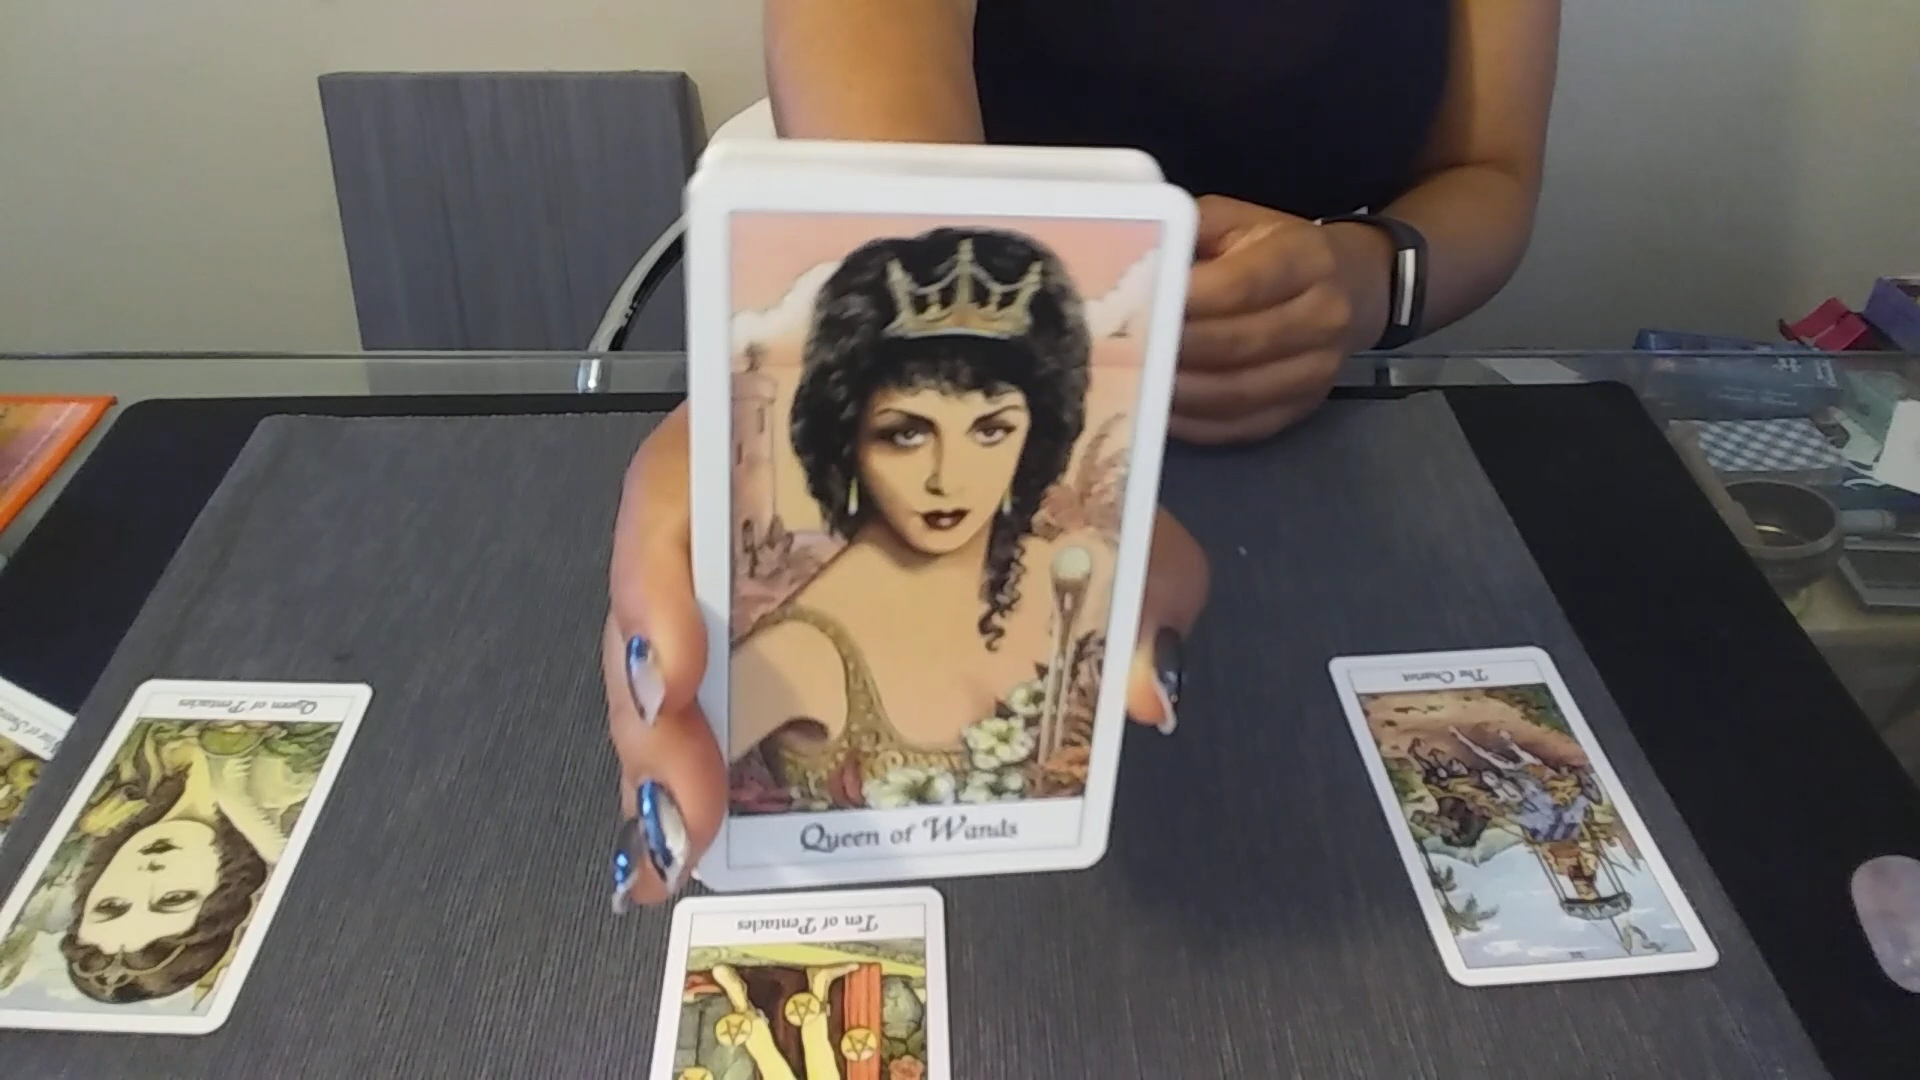 Queen of Wands
Queen of Pentacles
The Chariot
Ten of Pentacles